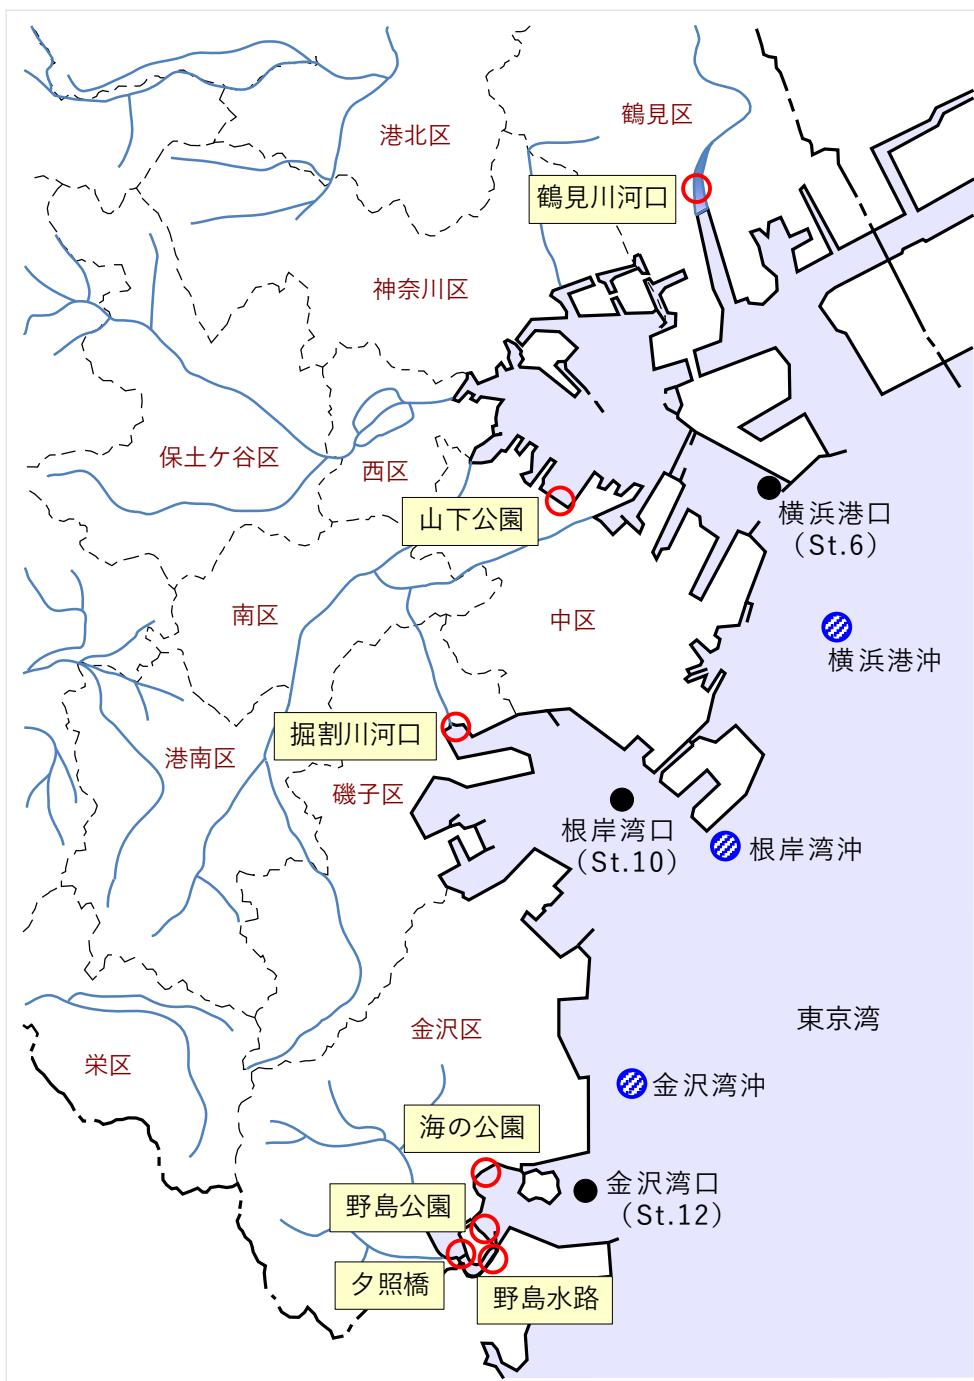 鶴見区
港北区
鶴見川河口
神奈川区
保土ケ谷区
西区
山下公園
横浜港口
（St.6）
南区
中区
横浜港沖
掘割川河口
港南区
磯子区
根岸湾口
（St.10）
根岸湾沖
東京湾
金沢区
栄区
金沢湾沖
海の公園
金沢湾口
（St.12）
野島公園
夕照橋
野島水路